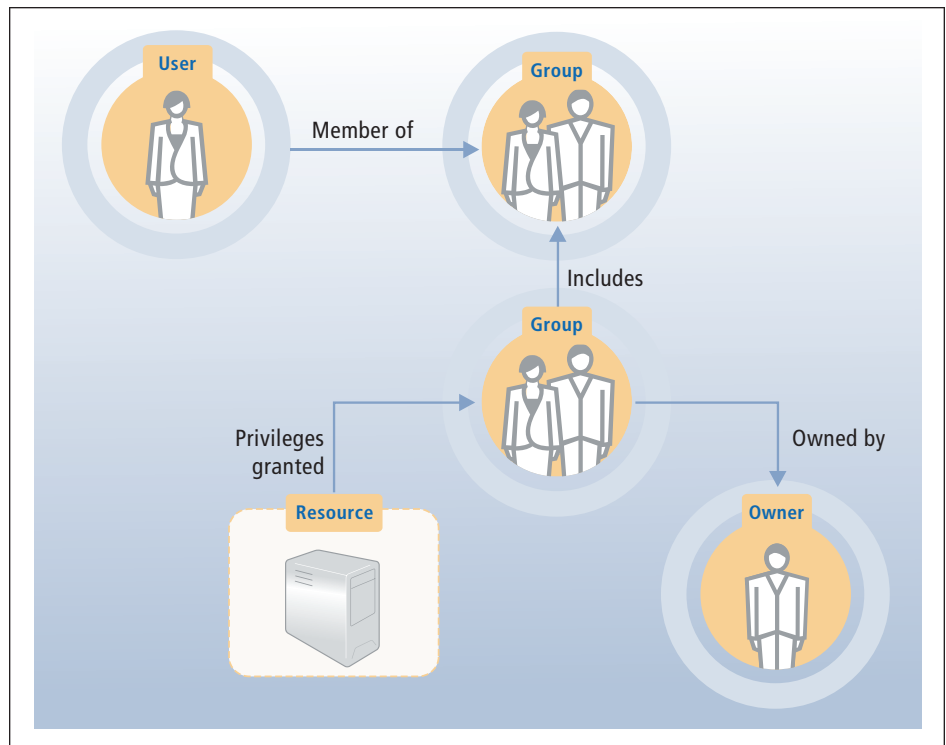 User
Group
Member of
Includes
Group
Privileges
granted
Owned by
Resource
Owner